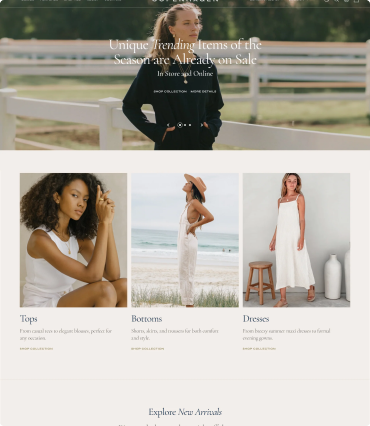 COPENHAGEN
Unique Trending Items of the
Season are Already on Sale
In Store and Online
SHOP COLLECTION MORE DETAILS
Tops
From casual tees to elegant blouses, perfect for
any occasion.
SHOP COLLECTION
Bottoms
Shorts, skirts, and trousers for both comfort
and style.
SHOP COLLECTION
Dresses
From breezy summer maxi dresses to formal
evening gowns.
SHOP COLLECTION
Explore New Arrivals